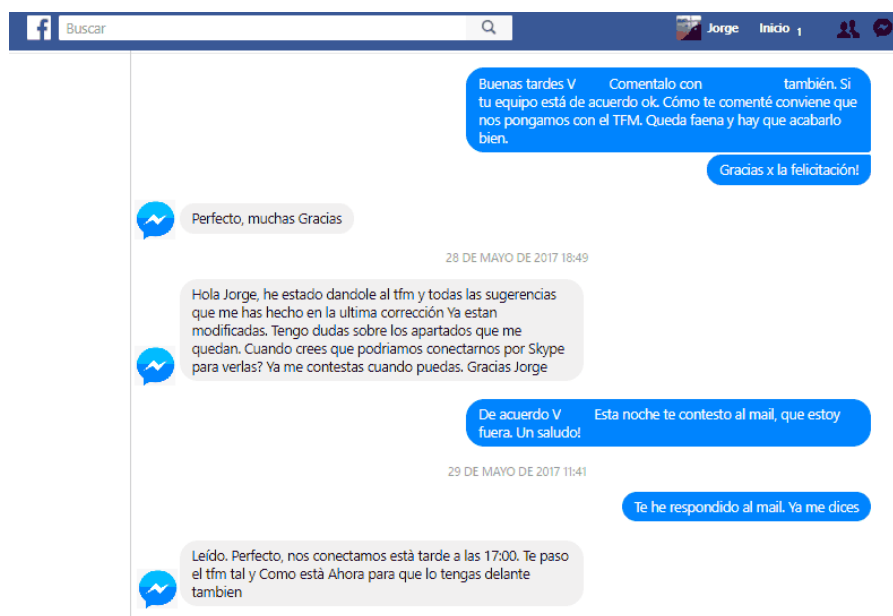 f Buscar Jorge Inicio 1
Buenas tardes V Comentalo con también. Si
tu equipo está de acuerdo ok. Cómo te comenté conviene que
nos pongamos con el TFM. Queda faena y hay que acabarlo
bien.
Gracias x la felicitación!
Perfecto, muchas Gracias
28 DE MAYO DE 2017 18:49
Hola Jorge, he estado dandole al tfm y todas las sugerencias
que me has hecho en la ultima corrección Ya estan
modificadas. Tengo dudas sobre los apartados que me
quedan. Cuando crees que podriamos conectarnos por Skype
para verlas? Ya me contestas cuando puedas. Gracias Jorge
De acuerdo V Esta noche te contesto al mail, que estoy
fuera. Un saludo!
29 DE MAYO DE 2017 11:41
Te he respondido al mail. Ya me dices
Leído. Perfecto, nos conectamos està tarde a las 17:00. Te paso
el tfm tal y Como està Ahora para que lo tengas delante
tambien